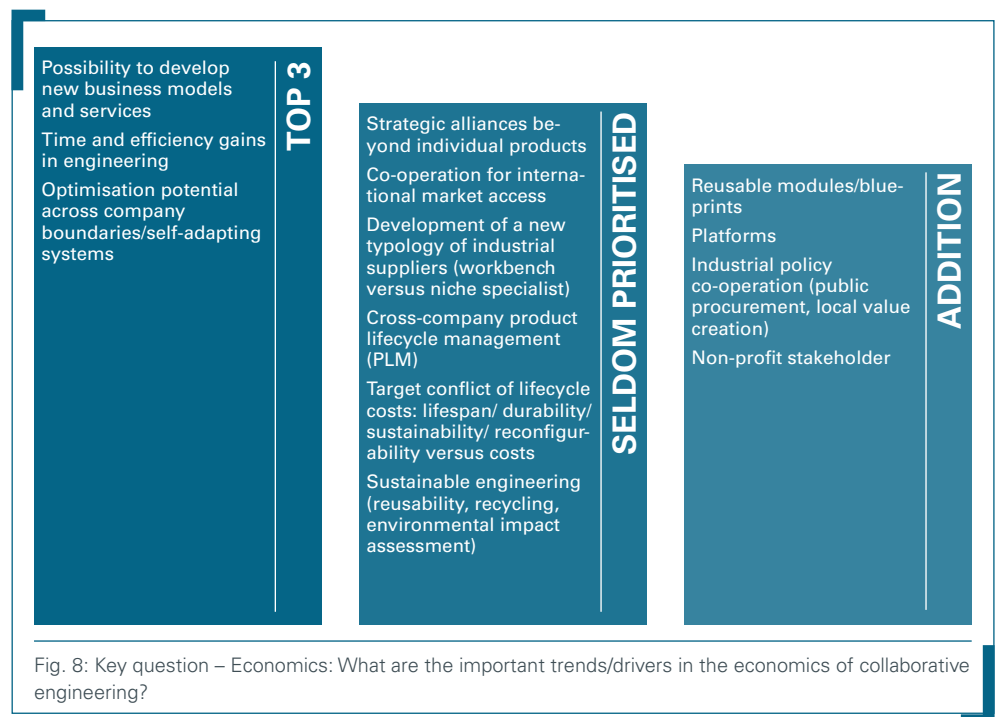 Possibility to develop
new business models
and services
Time and efficiency gains
in engineering
Optimisation potential
across company
boundaries/self-adapting
systems
TOP 3
Strategic alliances be-
yond individual products
Co-operation for interna-
tional market access
Development of a new
typology of industrial
suppliers (workbench
versus niche specialist)
Cross-company product
lifecycle management
(PLM)
Target conflict of lifecycle
costs: lifespan/ durability/
sustainability/ reconfigur-
ability versus costs
Sustainable engineering
(reusability, recycling,
environmental impact
assessment)
SELDOM PRIORITISED
Reusable modules/blue-
prints
Platforms
Industrial policy
co-operation (public
procurement, local value
creation)
Non-profit stakeholder
ADDITION
Fig. 8: Key question – Economics: What are the important trends/drivers in the economics of collaborative
engineering?